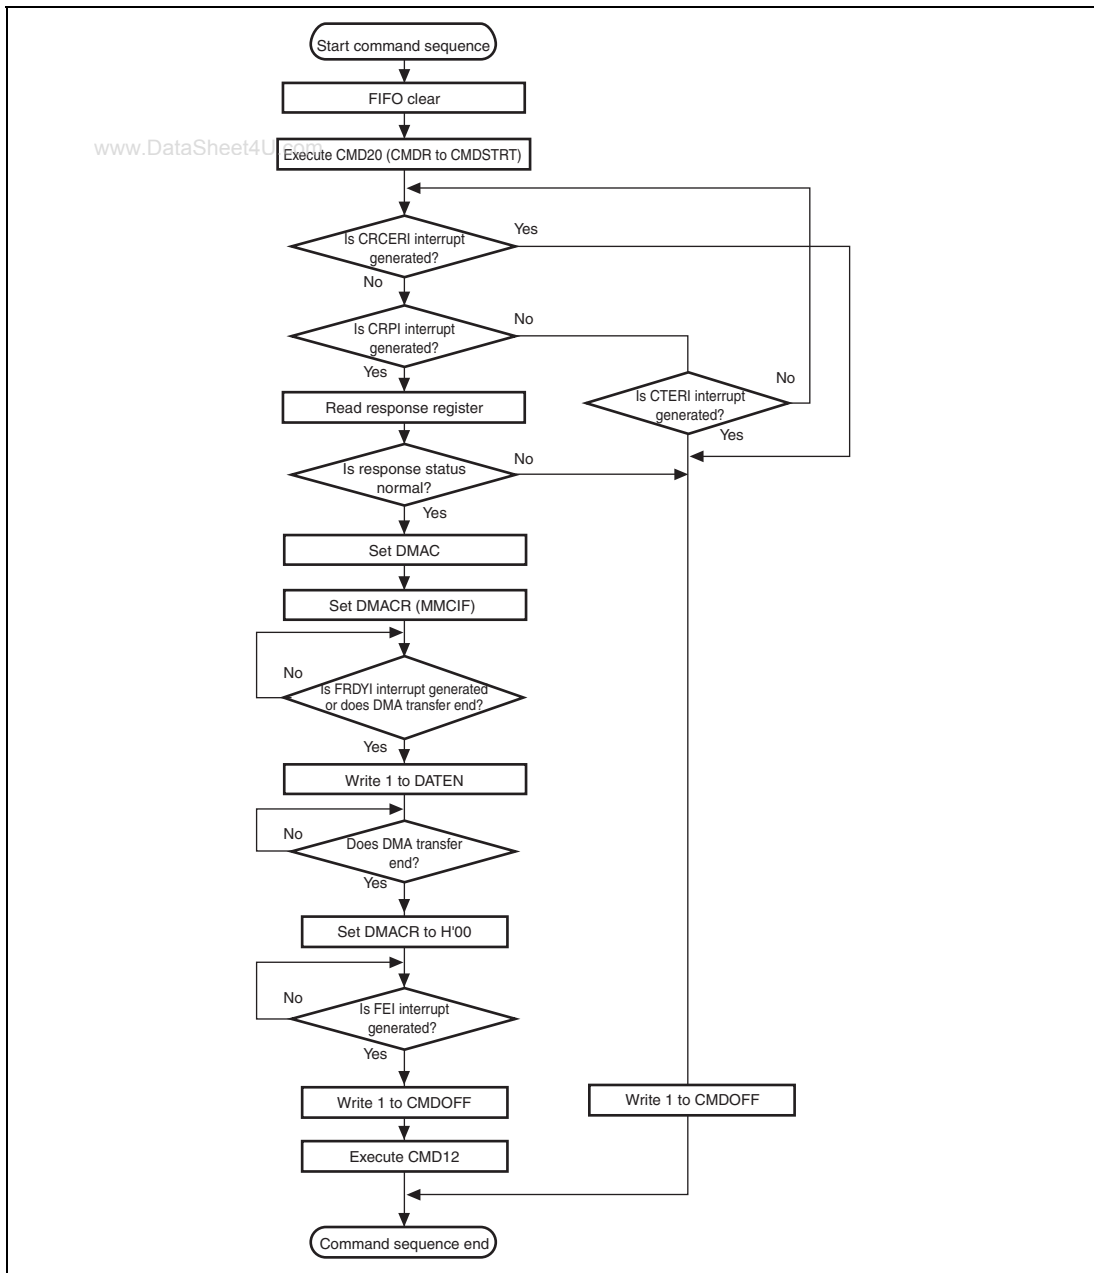 Start command sequence
FIFO clear
www.DataSheet4U.com
Execute CMD20 (CMDR to CMDSTRT)
Is CRCERI interrupt
generated?
Yes
No
Is CRPI interrupt
generated?
No
Yes
Is CTERI interrupt
generated?
No
Yes
Read response register
Is response status
normal?
No
Yes
Set DMAC
Set DMACR (MMCIF)
No
Is FRDYI interrupt generated
or does DMA transfer end?
Yes
Write 1 to DATEN
No
Does DMA transfer
end?
Yes
Set DMACR to H'00
No
Is FEI interrupt
generated?
Yes
Write 1 to CMDOFF
Write 1 to CMDOFF
Execute CMD12
Command sequence end